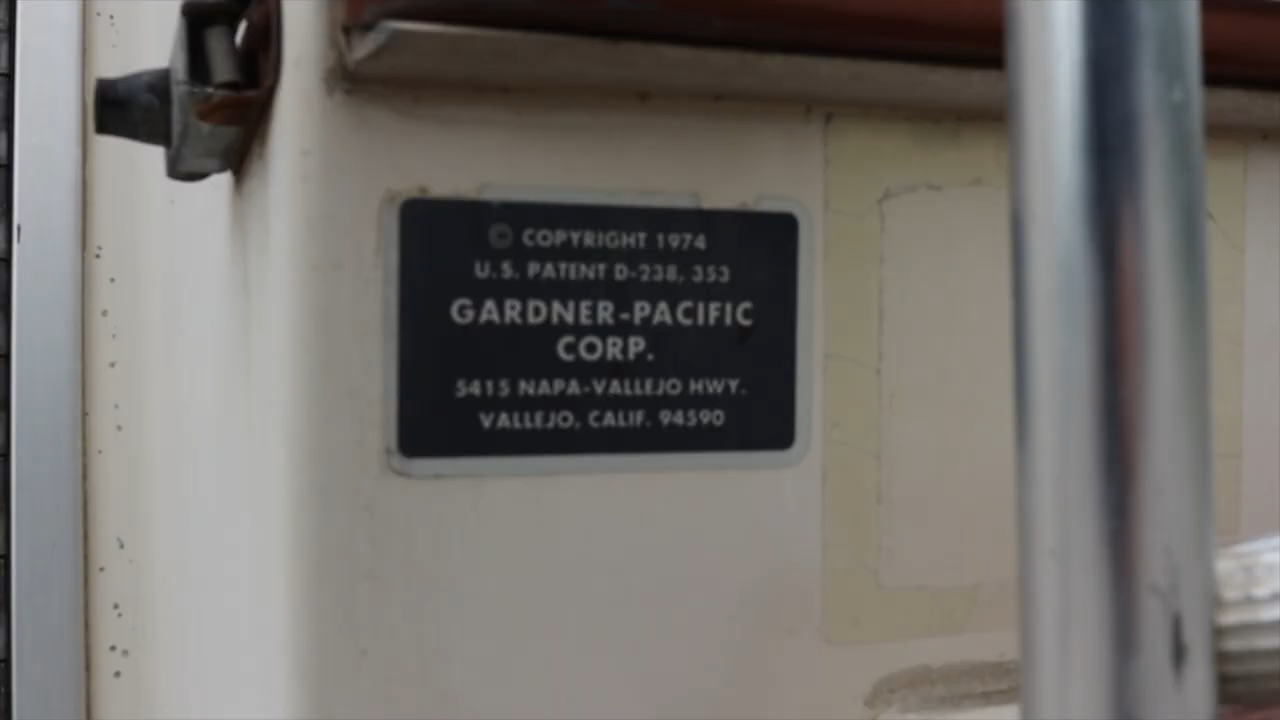 © COPYRIGHT 1974
U.S. PATENT D-238, 353
GARDNER-PACIFIC
CORP.
5415 NAPA-VALLEJO HWY.
VALLEJO, CALIF. 94590